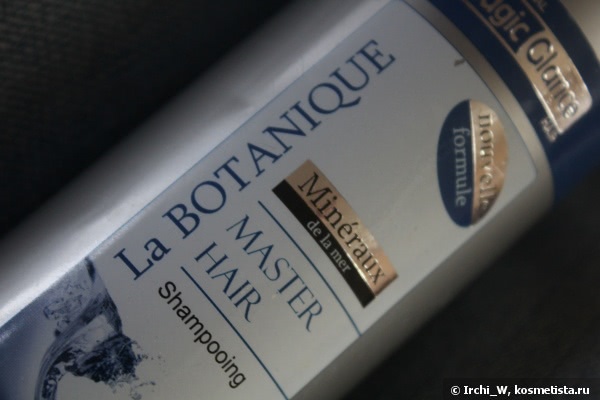 Magic Glance
nouvelle
formule
La BOTANIQUE
Minéraux
de la mer
MASTER
HAIR
Shampooing
© Irchi_W, kosmetista.ru